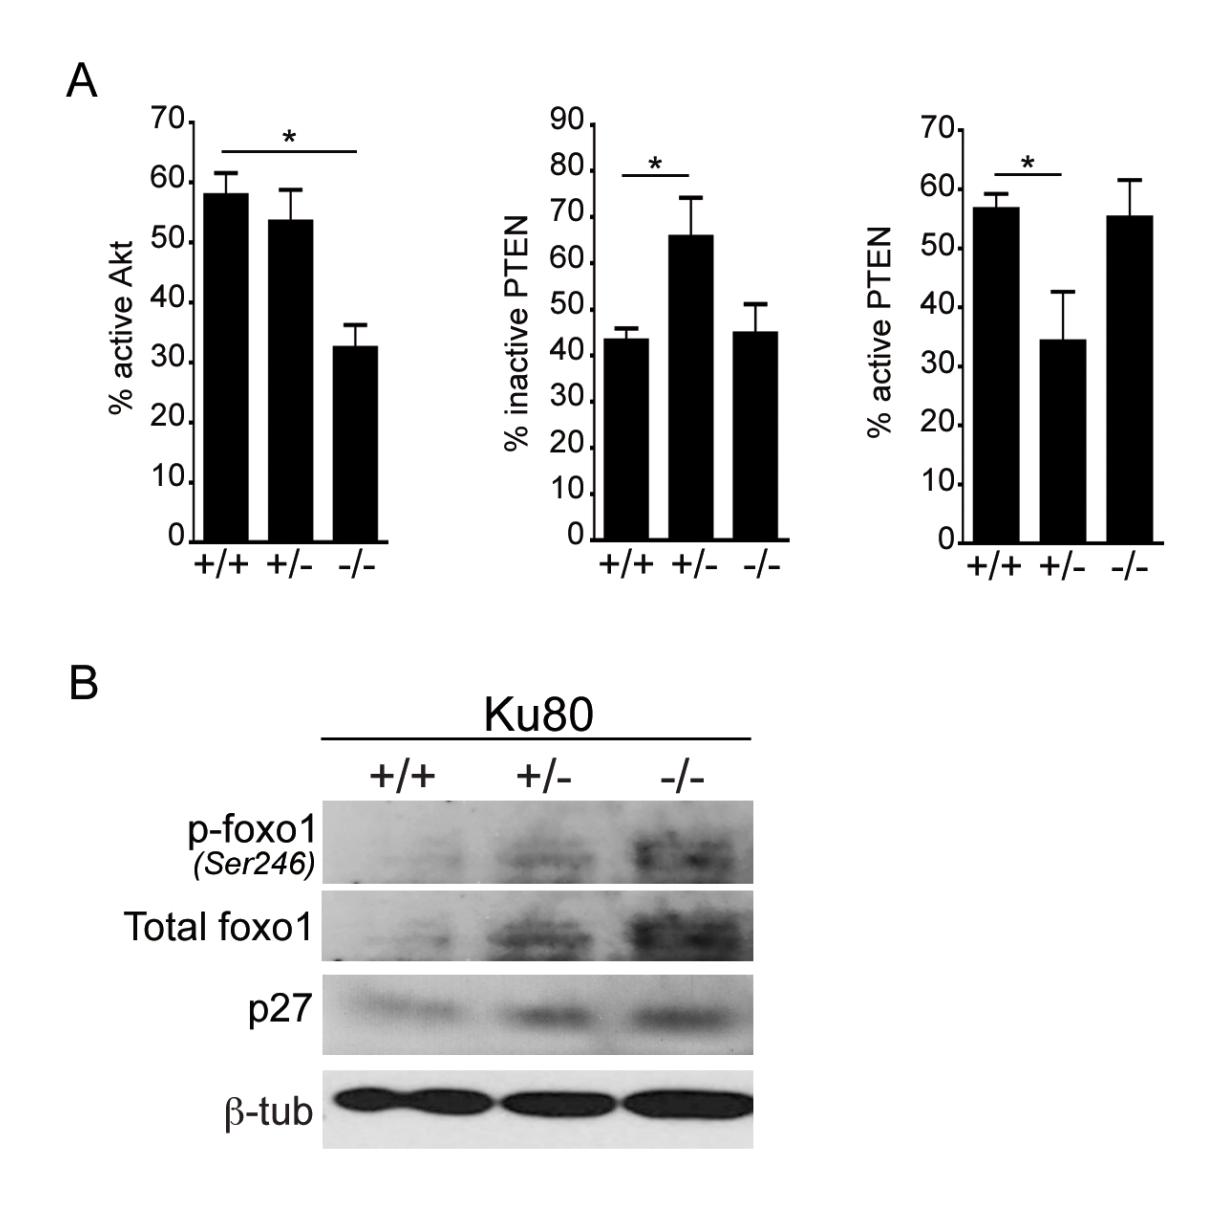 A
% active Akt
70
60
50
40
30
20
10
0
*
+/+ +/- -/-
% inactive PTEN
90
80
70
60
50
40
30
20
10
0
*
+/+ +/- -/-
% active PTEN
70
60
50
40
30
20
10
0
*
+/+ +/- -/-
B
Ku80
+/+ +/- -/-
p-foxo1
(Ser246)
Total foxo1
p27
β-tub